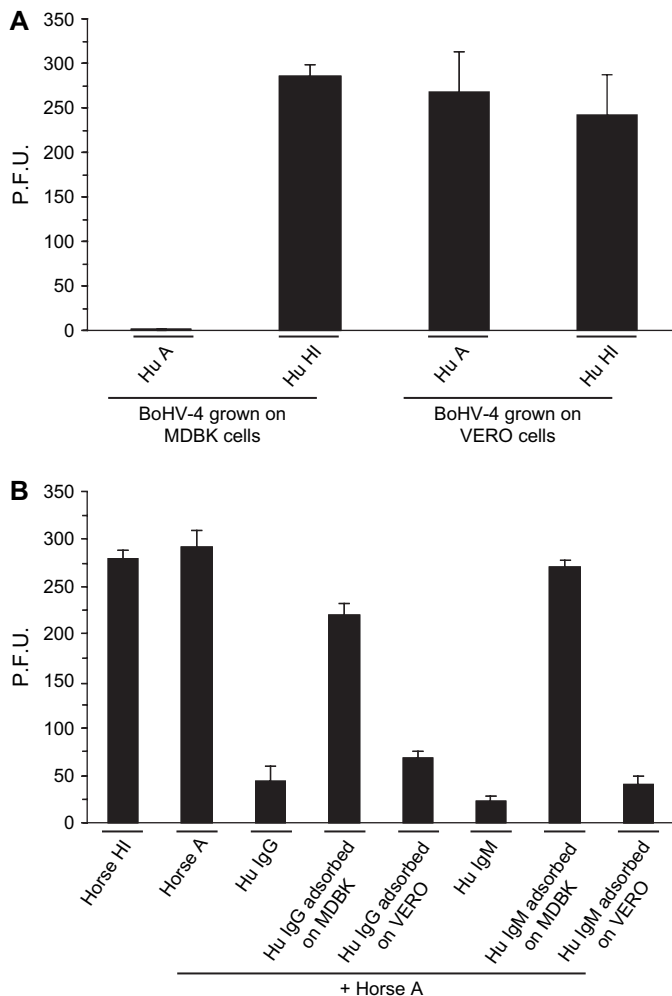 A
350
300
250
200
150
100
50
0
P.F.U.
Hu A
Hu HI
Hu A
Hu HI
BoHV-4 grown on
MDBK cells
BoHV-4 grown on
VERO cells
B
350
300
250
200
150
100
50
0
P.F.U.
Horse HI
Horse A
Hu IgG
Hu IgG adsorbed
on MDBK
Hu IgG adsorbed
on VERO
Hu IgM
Hu IgM adsorbed
on MDBK
Hu IgM adsorbed
on VERO
+ Horse A